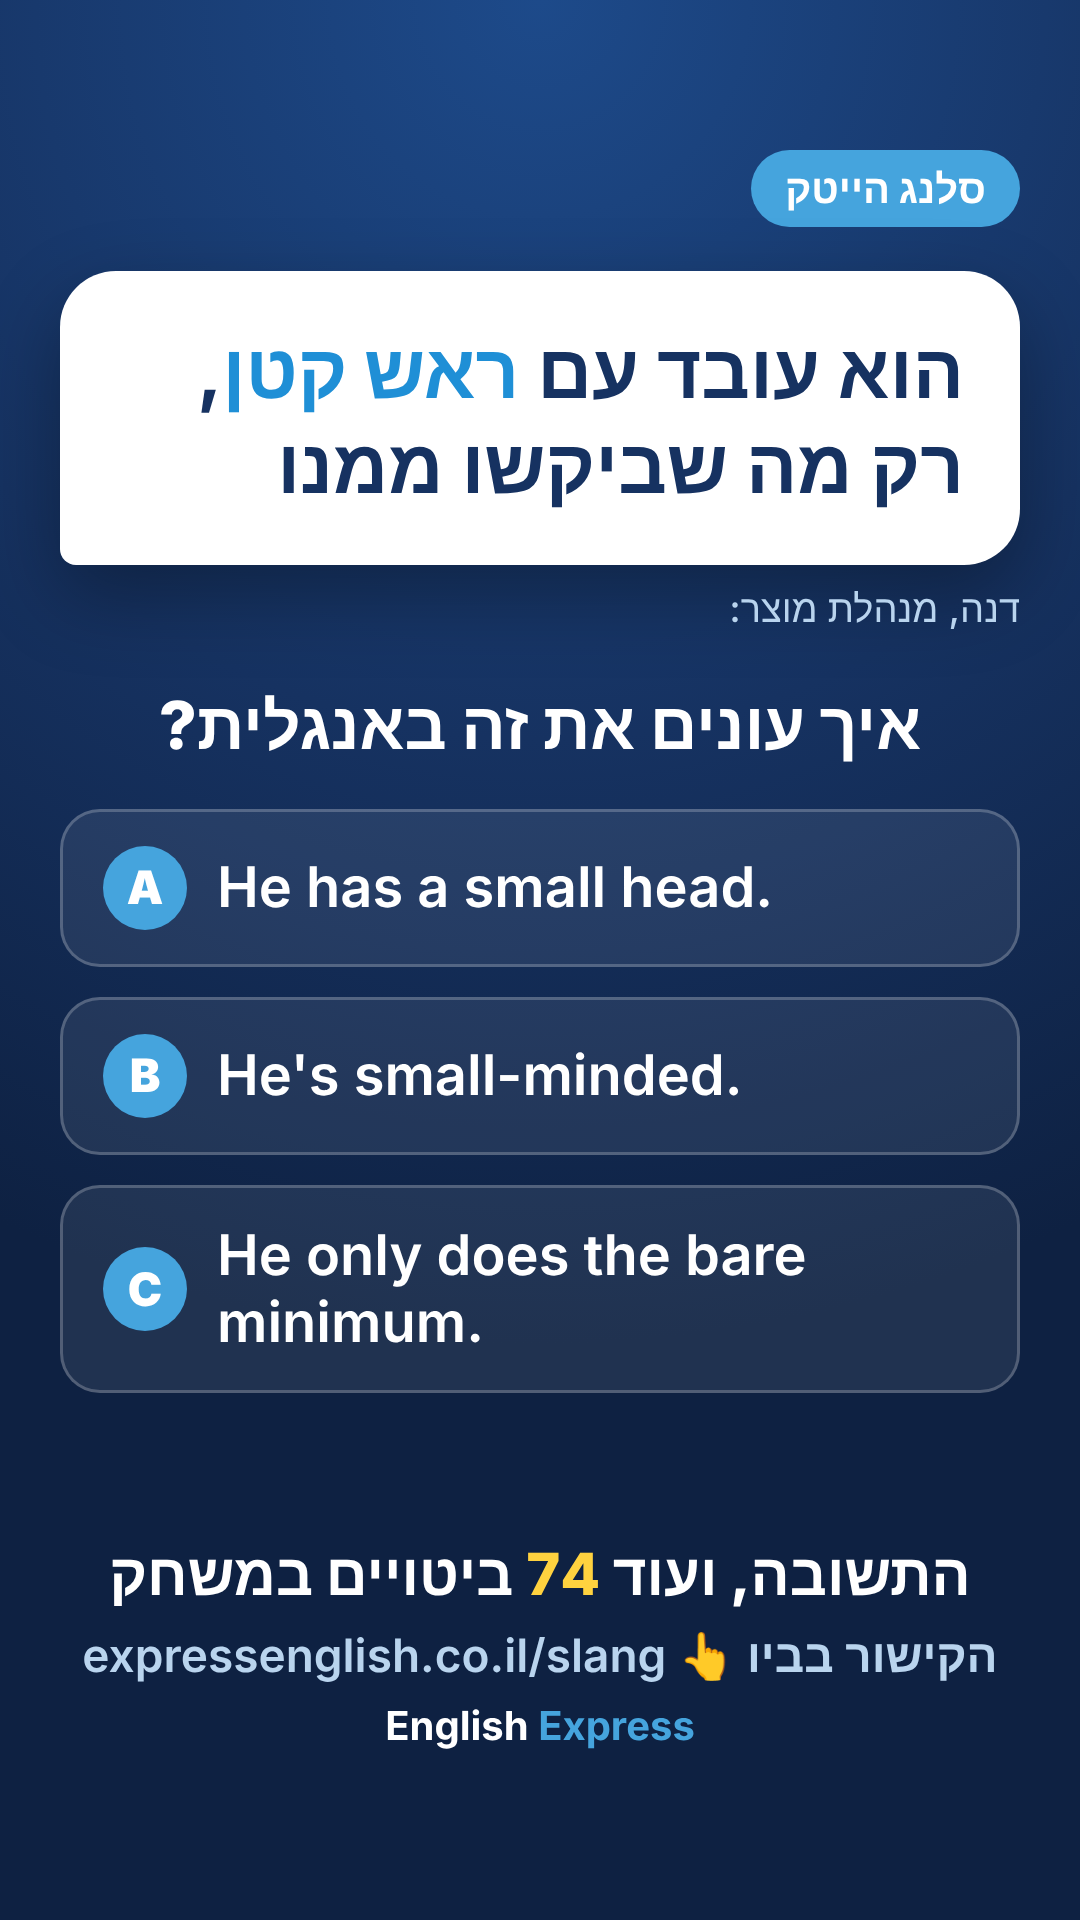 סלנג הייטק
הוא עובד עם ראש קטן,
רק מה שביקשו ממנו
דנה, מנהלת מוצר:
איך עונים את זה באנגלית?
A He has a small head.
B He's small-minded.
C He only does the bare
minimum.
התשובה, ועוד 74 ביטויים במשחק
הקישור בביו 👆 expressenglish.co.il/slang
English Express